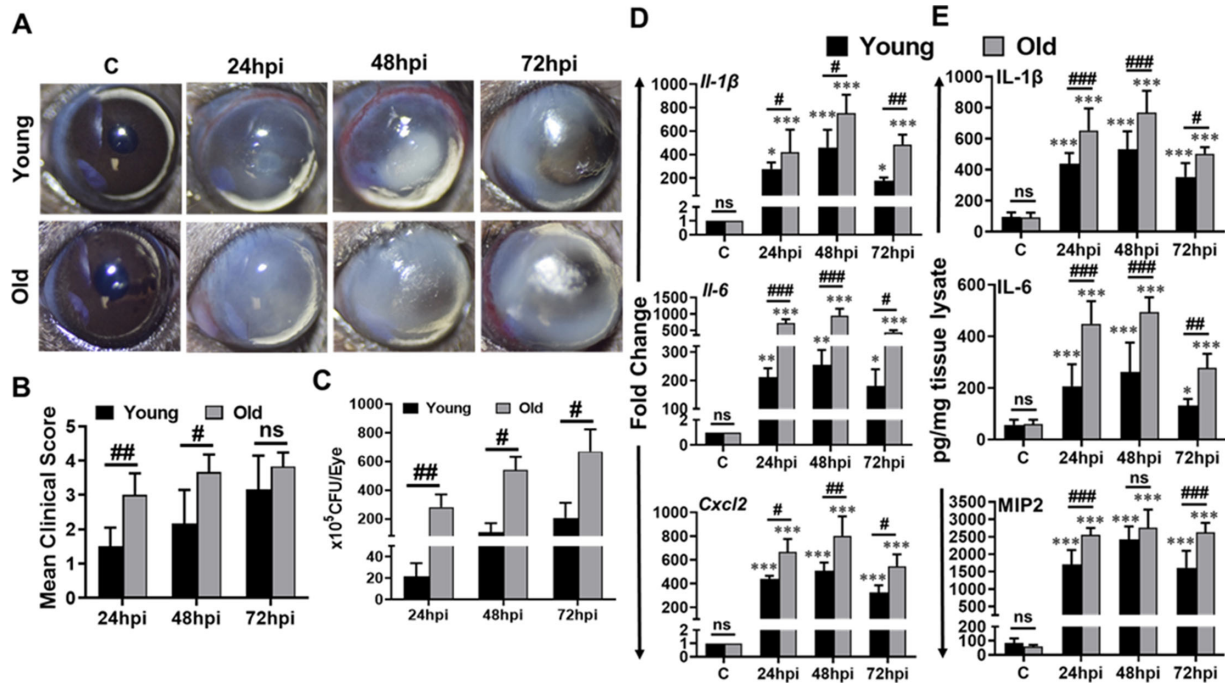 A
C 24hpi 48hpi 72hpi
Young
Old
B
Young Old
Mean Clinical Score
5
4
3
2
1
0
## # ns
24hpi 48hpi 72hpi
C
Young Old
x10⁵CFU/Eye
1000
800
600
400
200
60
40
20
0
## # #
24hpi 48hpi 72hpi
D
E
Young Old
Fold Change
Il-1β
1000
800
600
400
200
2
1
0
ns
# # ##
* *** *** *** * ***
C 24hpi 48hpi 72hpi
Il-6
1500
1000
500
200
100
2
1
0
ns
### ### #
** *** ** *** * ***
C 24hpi 48hpi 72hpi
Cxcl2
1000
800
600
400
200
2
1
0
ns
# ## #
*** *** *** *** *** ***
C 24hpi 48hpi 72hpi
pg/mg tissue lysate
IL-1β
1000
800
600
400
200
0
ns
### ### #
*** *** *** *** *** ***
C 24hpi 48hpi 72hpi
IL-6
600
400
200
0
ns
### ### ##
*** *** *** *** * ***
C 24hpi 48hpi 72hpi
MIP2
3500
3000
2500
2000
1500
1000
500
100
0
ns
### ns ###
*** *** *** *** *** ***
C 24hpi 48hpi 72hpi